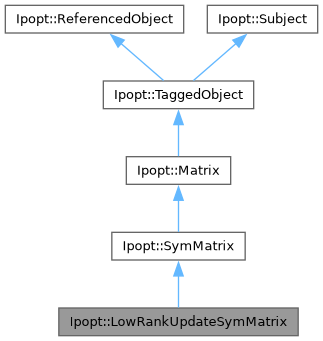 Ipopt::ReferencedObject
Ipopt::Subject
Ipopt::TaggedObject
Ipopt::Matrix
Ipopt::SymMatrix
Ipopt::LowRankUpdateSymMatrix